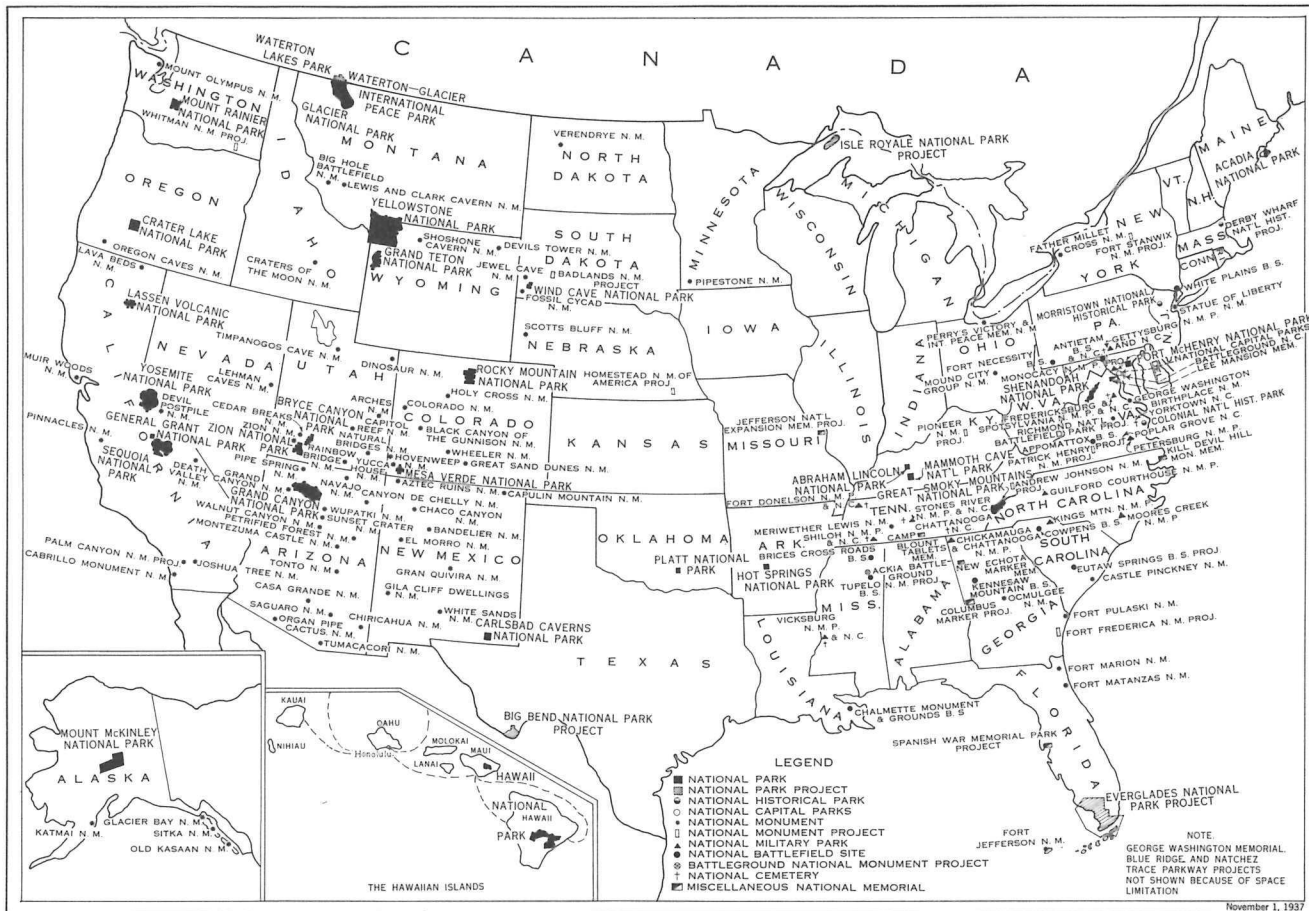 C A N A D A
WATERTON
LAKES PARK
WATERTON—GLACIER
INTERNATIONAL
PEACE PARK
GLACIER
NATIONAL PARK
MONTANA
MOUNT OLYMPUS N. M.
WASHINGTON
MOUNT RAINIER
NATIONAL PARK
WHITMAN N. M. PROJ.
IDAHO
BIG HOLE
BATTLEFIELD
N. M.
LEWIS AND CLARK CAVERN N. M.
VERENDRYE N. M.
NORTH
DAKOTA
OREGON
CRATER LAKE
NATIONAL PARK
OREGON CAVES N. M.
LAVA BEDS
N. M.
CRATERS OF
THE MOON N. M.
YELLOWSTONE
NATIONAL PARK
SHOSHONE
CAVERN N. M.
DEVILS TOWER N. M.
GRAND TETON
NATIONAL PARK
WYOMING
SOUTH
DAKOTA
JEWEL CAVE
N. M.
BADLANDS N. M.
PROJECT
WIND CAVE NATIONAL PARK
FOSSIL CYCAD
N. M.
SCOTTS BLUFF N. M.
NEBRASKA
HOMESTEAD N. M. OF
AMERICA PROJ.
MINNESOTA
PIPESTONE N. M.
ISLE ROYALE NATIONAL PARK
PROJECT
WISCONSIN
MICHIGAN
IOWA
ILLINOIS
INDIANA
OHIO
MAINE
ACADIA
NATIONAL PARK
VT.
N.H.
NEW
YORK
MASS
CONN
DERBY WHARF
NAT'L HIST.
PROJ.
FATHER MILLET
CROSS N. M.
FORT STANWIX
N. M. PROJ.
WHITE PLAINS B. S.
STATUE OF LIBERTY
N. M.
MORRISTOWN NATIONAL
HISTORICAL PARK
PA.
N.J.
PERRY'S VICTORY &
INT. PEACE MEM. N. M
ANTIETAM
B. S.
GETTYSBURG N. M. P.
AND N. C.
FORT NECESSITY
B. S.
FORT McHENRY NATIONAL PARK
NATIONAL CAPITAL PARKS
BATTLEGROUND N. C.
LEE MANSION MEM.
MOUND CITY
GROUP N. M.
MONOCACY N. M. P. PROJ.
SHENANDOAH
NATIONAL PARK
W. VA.
VA.
GEORGE WASHINGTON
BIRTHPLACE N. M.
FREDERICKSBURG &
SPOTSYLVANIA N. M. P. & N. C.
YORKTOWN N. C.
COLONIAL NAT'L HIST. PARK
RICHMOND NAT'L
BATTLEFIELD PARK PROJ.
POPLAR GROVE N. C.
APPOMATTOX B. S.
PETERSBURG N. M. P.
PATRICK HENRY
N. M. PROJ.
KILL DEVIL HILL
MON. MEM.
PIONEER
N. M.
PROJ.
KY.
CALIFORNIA
LASSEN VOLCANIC
NATIONAL PARK
NEVADA
UTAH
TIMPANOGOS CAVE N. M.
DINOSAUR N. M.
LEHMAN
CAVES N. M.
MUIR WOODS
N. M.
YOSEMITE
NATIONAL PARK
DEVIL
POSTPILE
N. M.
PINNACLES N. M.
GENERAL GRANT
NATIONAL PARK
SEQUOIA
NATIONAL
PARK
DEATH
VALLEY N. M.
CEDAR BREAKS
N. M.
ZION N. M.
ZION NATIONAL
PARK
BRYCE CANYON
NATIONAL
PARK
ARCHES
N. M.
CAPITOL
REEF N. M.
NATURAL
BRIDGES N. M.
RAINBOW
BRIDGE
N. M.
PIPE SPRING
N. M.
YUCCA
HOUSE
N. M.
HOVENWEEP
N. M.
MESA VERDE NATIONAL PARK
AZTEC RUINS N. M.
ROCKY MOUNTAIN
NATIONAL PARK
HOLY CROSS N. M.
COLORADO N. M.
COLORADO
BLACK CANYON OF
THE GUNNISON N. M.
WHEELER N. M.
GREAT SAND DUNES N. M.
CAPULIN MOUNTAIN N. M.
KANSAS
MISSOURI
JEFFERSON NAT'L
EXPANSION MEM. PROJ.
GRAND
CANYON N. M.
GRAND CANYON
NATIONAL PARK
NAVAJO
N. M.
CANYON DE CHELLY N. M.
CHACO CANYON
N. M.
WUPATKI N. M.
WALNUT CANYON N. M.
SUNSET CRATER
N. M.
BANDELIER N. M.
PETRIFIED FOREST N. M.
MONTEZUMA CASTLE N. M.
EL MORRO N. M.
ARIZONA
NEW MEXICO
TONTO N. M.
GRAN QUIVIRA N. M.
PALM CANYON N. M. PROJ.
CABRILLO MONUMENT N. M.
JOSHUA
TREE N. M.
CASA GRANDE N. M.
GILA CLIFF DWELLINGS
N. M.
SAGUARO N. M.
CHIRICAHUA N. M.
WHITE SANDS
N. M.
ORGAN PIPE
CACTUS N. M.
TUMACACORI N. M.
CARLSBAD CAVERNS
NATIONAL PARK
OKLAHOMA
PLATT NATIONAL
PARK
ARK.
HOT SPRINGS
NATIONAL PARK
TEXAS
BIG BEND NATIONAL PARK
PROJECT
ABRAHAM LINCOLN
NATIONAL PARK
MAMMOTH CAVE
NAT'L PARK
FORT DONELSON N. M. P.
& N. C.
GREAT SMOKY MOUNTAINS
NATIONAL PARK
TENN.
STONES RIVER
N. M. P. & N. C.
ANDREW JOHNSON N. M.
PROJ.
GUILFORD COURTHOUSE N. M. P.
NORTH CAROLINA
MERIWETHER LEWIS N. M.
SHILOH N. M. P.
& N. C.
CHATTANOOGA
N. C.
CAMP
BLOUNT
TABLETS
MEM.
CHICKAMAUGA
& CHATTANOOGA
N. M. P.
KINGS MTN. N. M. P.
COWPENS B. S.
MOORES CREEK
N. M. P
SOUTH
CAROLINA
BRICES CROSS ROADS
B. S.
ACKIA BATTLE-
GROUND
N. M. PROJ.
TUPELO
B. S.
NEW ECHOTA
MARKER
MEM.
KENNESAW
MOUNTAIN B. S.
OCMULGEE
N. M.
COLUMBUS
MARKER PROJ.
EUTAW SPRINGS B. S. PROJ.
CASTLE PINCKNEY N. M.
MISS.
ALABAMA
GEORGIA
VICKSBURG
N. M. P.
& N. C.
LOUISIANA
FORT PULASKI N. M.
FORT FREDERICA N. M. PROJ.
FORT MARION N. M.
FORT MATANZAS N. M.
CHALMETTE MONUMENT
& GROUNDS B. S
SPANISH WAR MEMORIAL PARK
PROJECT
FLORIDA
EVERGLADES NATIONAL
PARK PROJECT
FORT
JEFFERSON N. M.
MOUNT McKINLEY
NATIONAL PARK
ALASKA
KATMAI N. M.
GLACIER BAY N. M.
SITKA N. M.
OLD KASAAN N. M.
KAUAI
NIHIAU
OAHU
Honolulu
MOLOKAI
LANAI
MAUI
HAWAII
NATIONAL
HAWAII
PARK
THE HAWAIIAN ISLANDS
LEGEND
NATIONAL PARK
NATIONAL PARK PROJECT
NATIONAL HISTORICAL PARK
NATIONAL CAPITAL PARKS
NATIONAL MONUMENT
NATIONAL MONUMENT PROJECT
NATIONAL MILITARY PARK
NATIONAL BATTLEFIELD SITE
BATTLEGROUND NATIONAL MONUMENT PROJECT
NATIONAL CEMETERY
MISCELLANEOUS NATIONAL MEMORIAL
NOTE.
GEORGE WASHINGTON MEMORIAL,
BLUE RIDGE, AND NATCHEZ
TRACE PARKWAY PROJECTS
NOT SHOWN BECAUSE OF SPACE
LIMITATION
November 1, 1937